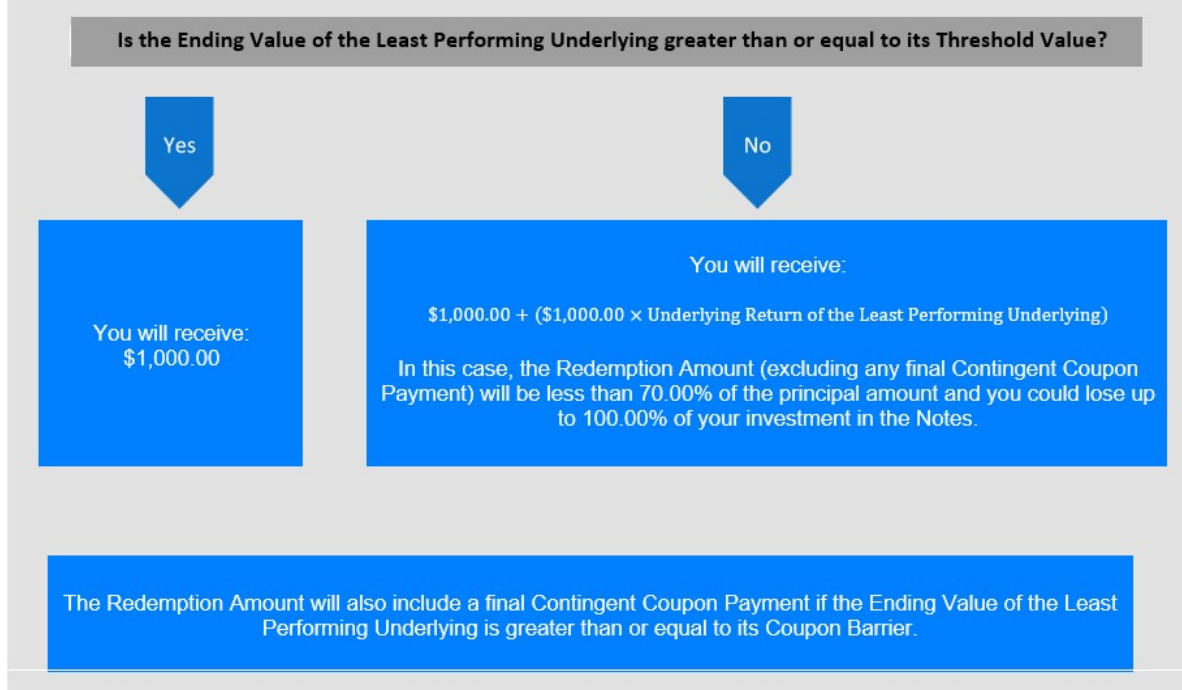 Is the Ending Value of the Least Performing Underlying greater than or equal to its Threshold Value?
Yes
No
You will receive:
$1,000.00
You will receive:
$1,000.00 + ($1,000.00 × Underlying Return of the Least Performing Underlying)
In this case, the Redemption Amount (excluding any final Contingent Coupon
Payment) will be less than 70.00% of the principal amount and you could lose up
to 100.00% of your investment in the Notes.
The Redemption Amount will also include a final Contingent Coupon Payment if the Ending Value of the Least
Performing Underlying is greater than or equal to its Coupon Barrier.